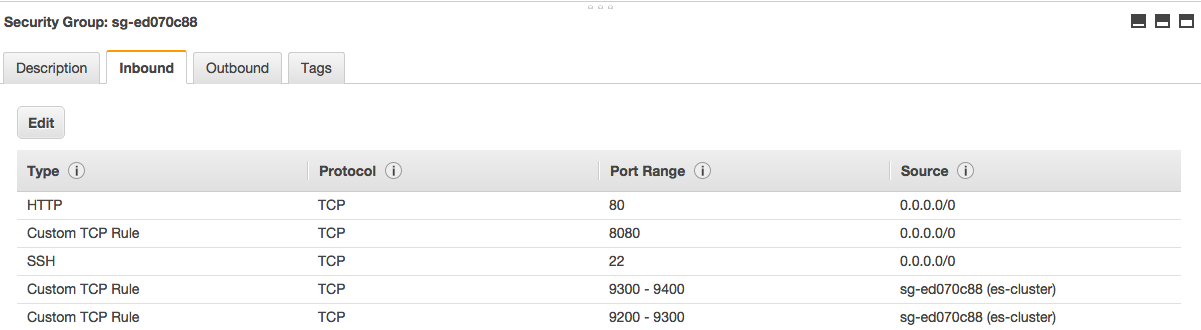 Security Group: sg-ed070c88
Description Inbound Outbound Tags
Edit
Type i Protocol i Port Range i Source i
HTTP TCP 80 0.0.0.0/0
Custom TCP Rule TCP 8080 0.0.0.0/0
SSH TCP 22 0.0.0.0/0
Custom TCP Rule TCP 9300 - 9400 sg-ed070c88 (es-cluster)
Custom TCP Rule TCP 9200 - 9300 sg-ed070c88 (es-cluster)